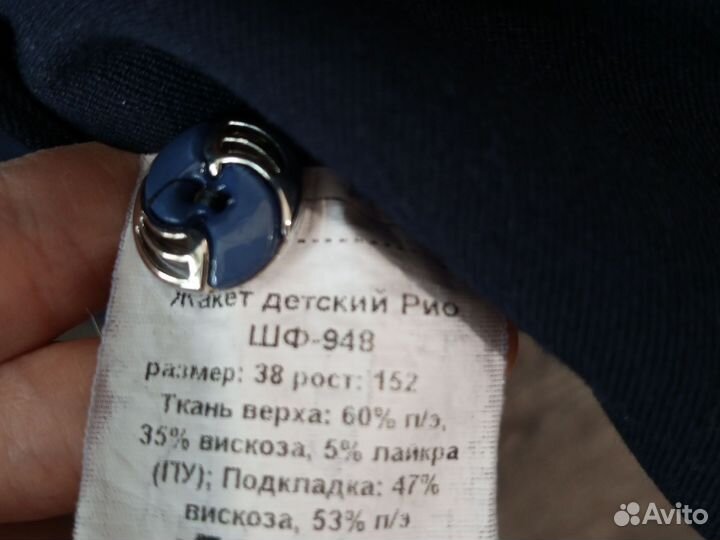 Жакет детский Рио
ШФ-948
размер: 38 рост: 152
Ткань верха: 60% п/э,
35% вискоза, 5% лайкра
(ПУ); Подкладка: 47%
вискоза, 53% п/э
Avito